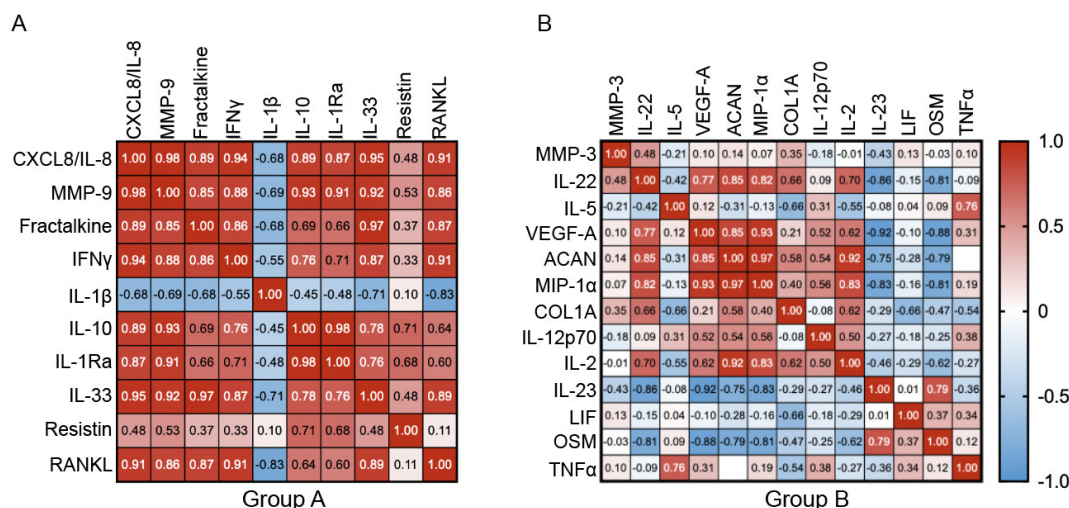 A
CXCL8/IL-8 MMP-9 Fractalkine IFNγ IL-1β IL-10 IL-1Ra IL-33 Resistin RANKL
CXCL8/IL-8 1.00 0.98 0.89 0.94 -0.68 0.89 0.87 0.95 0.48 0.91
MMP-9 0.98 1.00 0.85 0.88 -0.69 0.93 0.91 0.92 0.53 0.86
Fractalkine 0.89 0.85 1.00 0.86 -0.68 0.69 0.66 0.97 0.37 0.87
IFNγ 0.94 0.88 0.86 1.00 -0.55 0.76 0.71 0.87 0.33 0.91
IL-1β -0.68 -0.69 -0.68 -0.55 1.00 -0.45 -0.48 -0.71 0.10 -0.83
IL-10 0.89 0.93 0.69 0.76 -0.45 1.00 0.98 0.78 0.71 0.64
IL-1Ra 0.87 0.91 0.66 0.71 -0.48 0.98 1.00 0.76 0.68 0.60
IL-33 0.95 0.92 0.97 0.87 -0.71 0.78 0.76 1.00 0.48 0.89
Resistin 0.48 0.53 0.37 0.33 0.10 0.71 0.68 0.48 1.00 0.11
RANKL 0.91 0.86 0.87 0.91 -0.83 0.64 0.60 0.89 0.11 1.00
Group A
B
MMP-3 IL-22 IL-5 VEGF-A ACAN MIP-1α COL1A IL-12p70 IL-2 IL-23 LIF OSM TNFα
MMP-3 1.00 0.48 -0.21 0.10 0.14 0.07 0.35 -0.18 -0.01 -0.43 0.13 -0.03 0.10
IL-22 0.48 1.00 -0.42 0.77 0.85 0.82 0.66 0.09 0.70 -0.86 -0.15 -0.81 -0.09
IL-5 -0.21 -0.42 1.00 0.12 -0.31 -0.13 -0.66 0.31 -0.55 -0.08 0.04 0.09 0.76
VEGF-A 0.10 0.77 0.12 1.00 0.85 0.93 0.21 0.52 0.62 -0.92 -0.10 -0.88 0.31
ACAN 0.14 0.85 -0.31 0.85 1.00 0.97 0.58 0.54 0.92 -0.75 -0.28 -0.79
MIP-1α 0.07 0.82 -0.13 0.93 0.97 1.00 0.40 0.56 0.83 -0.83 -0.16 -0.81 0.19
COL1A 0.35 0.66 -0.66 0.21 0.58 0.40 1.00 -0.08 0.62 -0.29 -0.66 -0.47 -0.54
IL-12p70 -0.18 0.09 0.31 0.52 0.54 0.56 -0.08 1.00 0.50 -0.27 -0.18 -0.25 0.38
IL-2 -0.01 0.70 -0.55 0.62 0.92 0.83 0.62 0.50 1.00 -0.46 -0.29 -0.62 -0.27
IL-23 -0.43 -0.86 -0.08 -0.92 -0.75 -0.83 -0.29 -0.27 -0.46 1.00 0.01 0.79 -0.36
LIF 0.13 -0.15 0.04 -0.10 -0.28 -0.16 -0.66 -0.18 -0.29 0.01 1.00 0.37 0.34
OSM -0.03 -0.81 0.09 -0.88 -0.79 -0.81 -0.47 -0.25 -0.62 0.79 0.37 1.00 0.12
TNFα 0.10 -0.09 0.76 0.31 0.19 -0.54 0.38 -0.27 -0.36 0.34 0.12 1.00
Group B
1.0
0.5
0
-0.5
-1.0